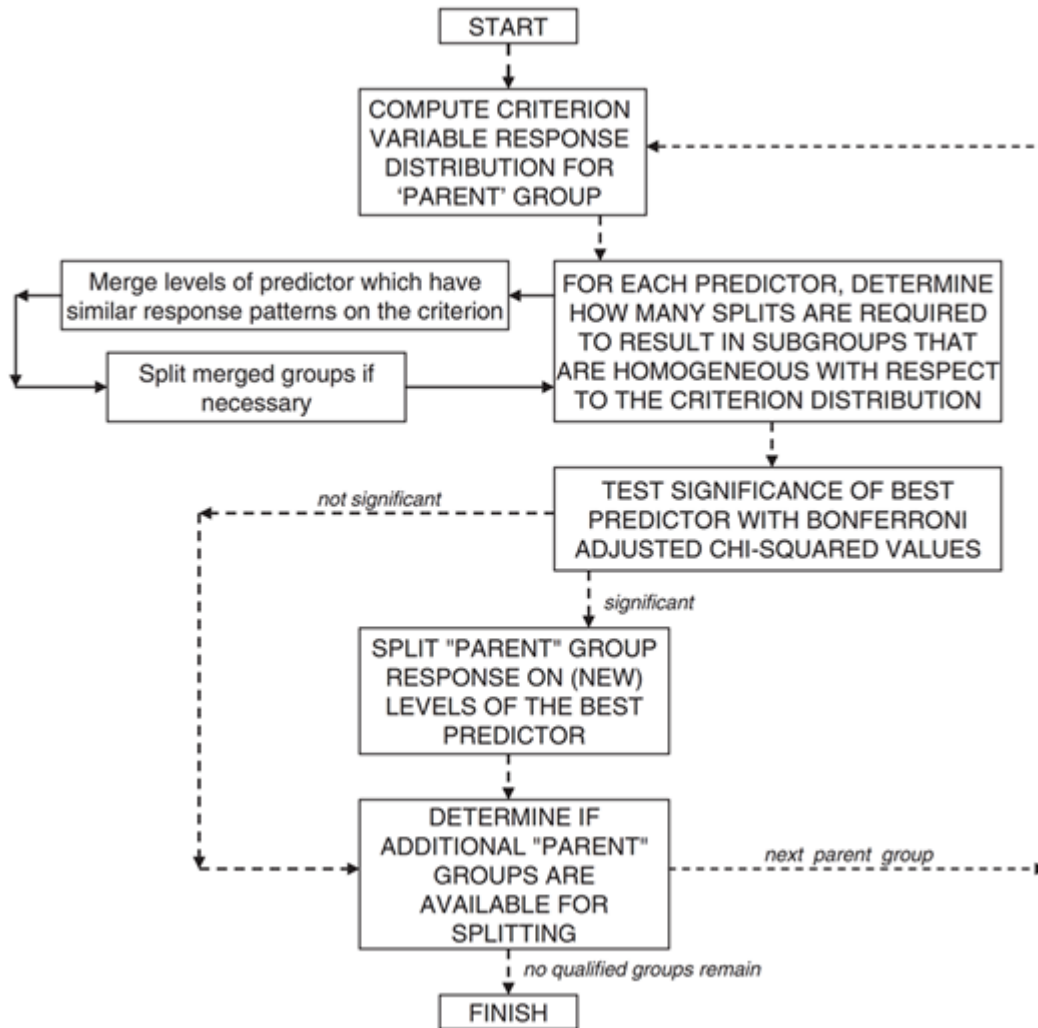 START
COMPUTE CRITERION
VARIABLE RESPONSE
DISTRIBUTION FOR
‘PARENT’ GROUP
Merge levels of predictor which have
similar response patterns on the criterion
FOR EACH PREDICTOR, DETERMINE
HOW MANY SPLITS ARE REQUIRED
TO RESULT IN SUBGROUPS THAT
ARE HOMOGENEOUS WITH RESPECT
TO THE CRITERION DISTRIBUTION
Split merged groups if
necessary
TEST SIGNIFICANCE OF BEST
PREDICTOR WITH BONFERRONI
ADJUSTED CHI-SQUARED VALUES
not significant
significant
SPLIT "PARENT" GROUP
RESPONSE ON (NEW)
LEVELS OF THE BEST
PREDICTOR
DETERMINE IF
ADDITIONAL "PARENT"
GROUPS ARE
AVAILABLE FOR
SPLITTING
next parent group
no qualified groups remain
FINISH